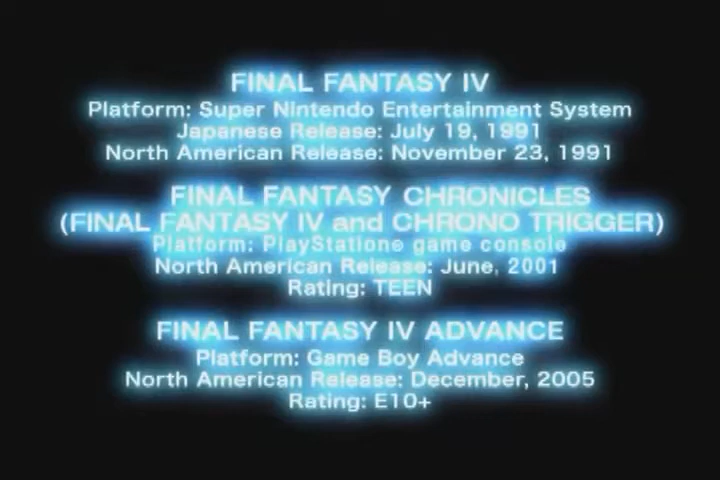 FINAL FANTASY IV
Platform: Super Nintendo Entertainment System
Japanese Release: July 19, 1991
North American Release: November 23, 1991
FINAL FANTASY CHRONICLES
(FINAL FANTASY IV and CHRONO TRIGGER)
Platform: PlayStation® game console
North American Release: June, 2001
Rating: TEEN
FINAL FANTASY IV ADVANCE
Platform: Game Boy Advance
North American Release: December, 2005
Rating: E10+